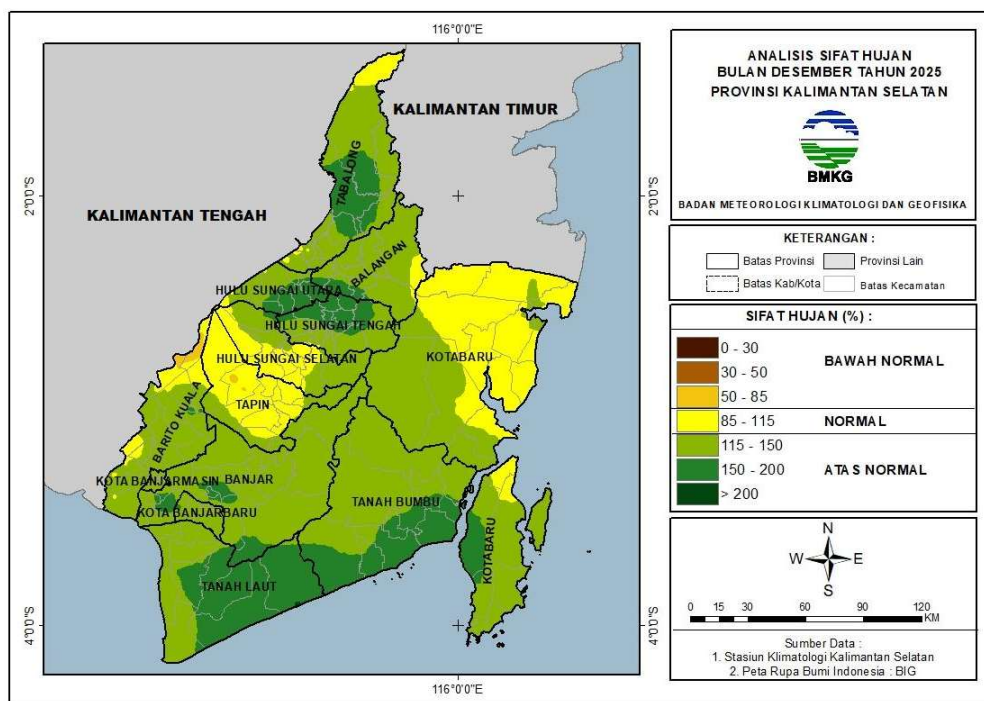 116°0'0"E
2°0'0"S
4°0'0"S
116°0'0"E
2°0'0"S
4°0'0"S
KALIMANTAN TIMUR
KALIMANTAN TENGAH
TABALONG
BALANGAN
HULU SUNGAI UTARA
HULU SUNGAI TENGAH
HULU SUNGAI SELATAN
KOTABARU
TAPIN
BARITO KUALA
KOTA BANJARMASIN
BANJAR
KOTA BANJARBARU
TANAH BUMBU
KOTABARU
TANAH LAUT
ANALISIS SIFAT HUJAN
BULAN DESEMBER TAHUN 2025
PROVINSI KALIMANTAN SELATAN
BMKG
BADAN METEOROLOGI KLIMATOLOGI DAN GEOFISIKA
KETERANGAN :
Batas Provinsi
Provinsi Lain
Batas Kab/Kota
Batas Kecamatan
SIFAT HUJAN (%) :
0 - 30
30 - 50
50 - 85
BAWAH NORMAL
85 - 115
NORMAL
115 - 150
150 - 200
> 200
ATAS NORMAL
N
W
E
S
0 15 30 60 90 120
KM
Sumber Data :
1. Stasiun Klimatologi Kalimantan Selatan
2. Peta Rupa Bumi Indonesia : BIG